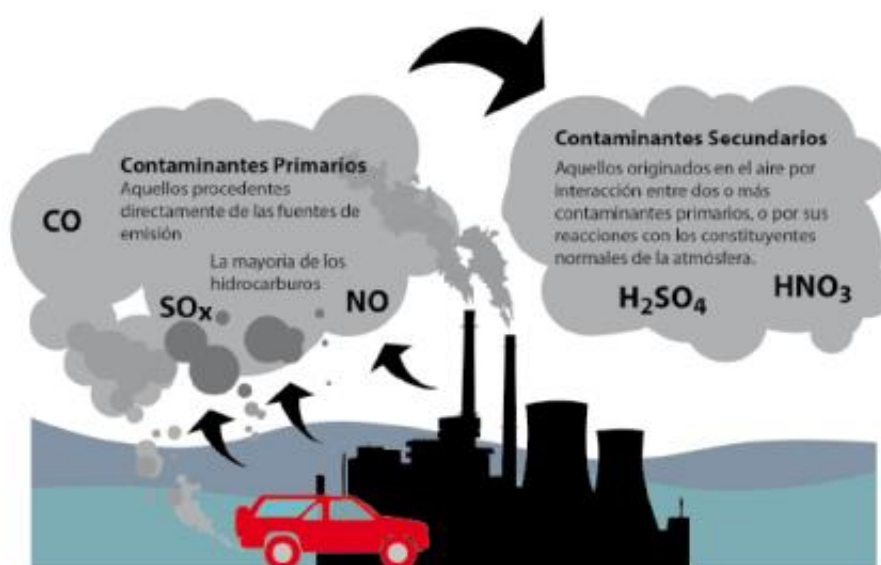 Contaminantes Primarios
Aquellos procedentes
directamente de las fuentes de
emisión
CO
La mayoría de los
hidrocarburos
SOx
NO
Contaminantes Secundarios
Aquellos originados en el aire por
interacción entre dos o más
contaminantes primarios, o por sus
reacciones con los constituyentes
normales de la atmósfera.
H₂SO₄
HNO₃